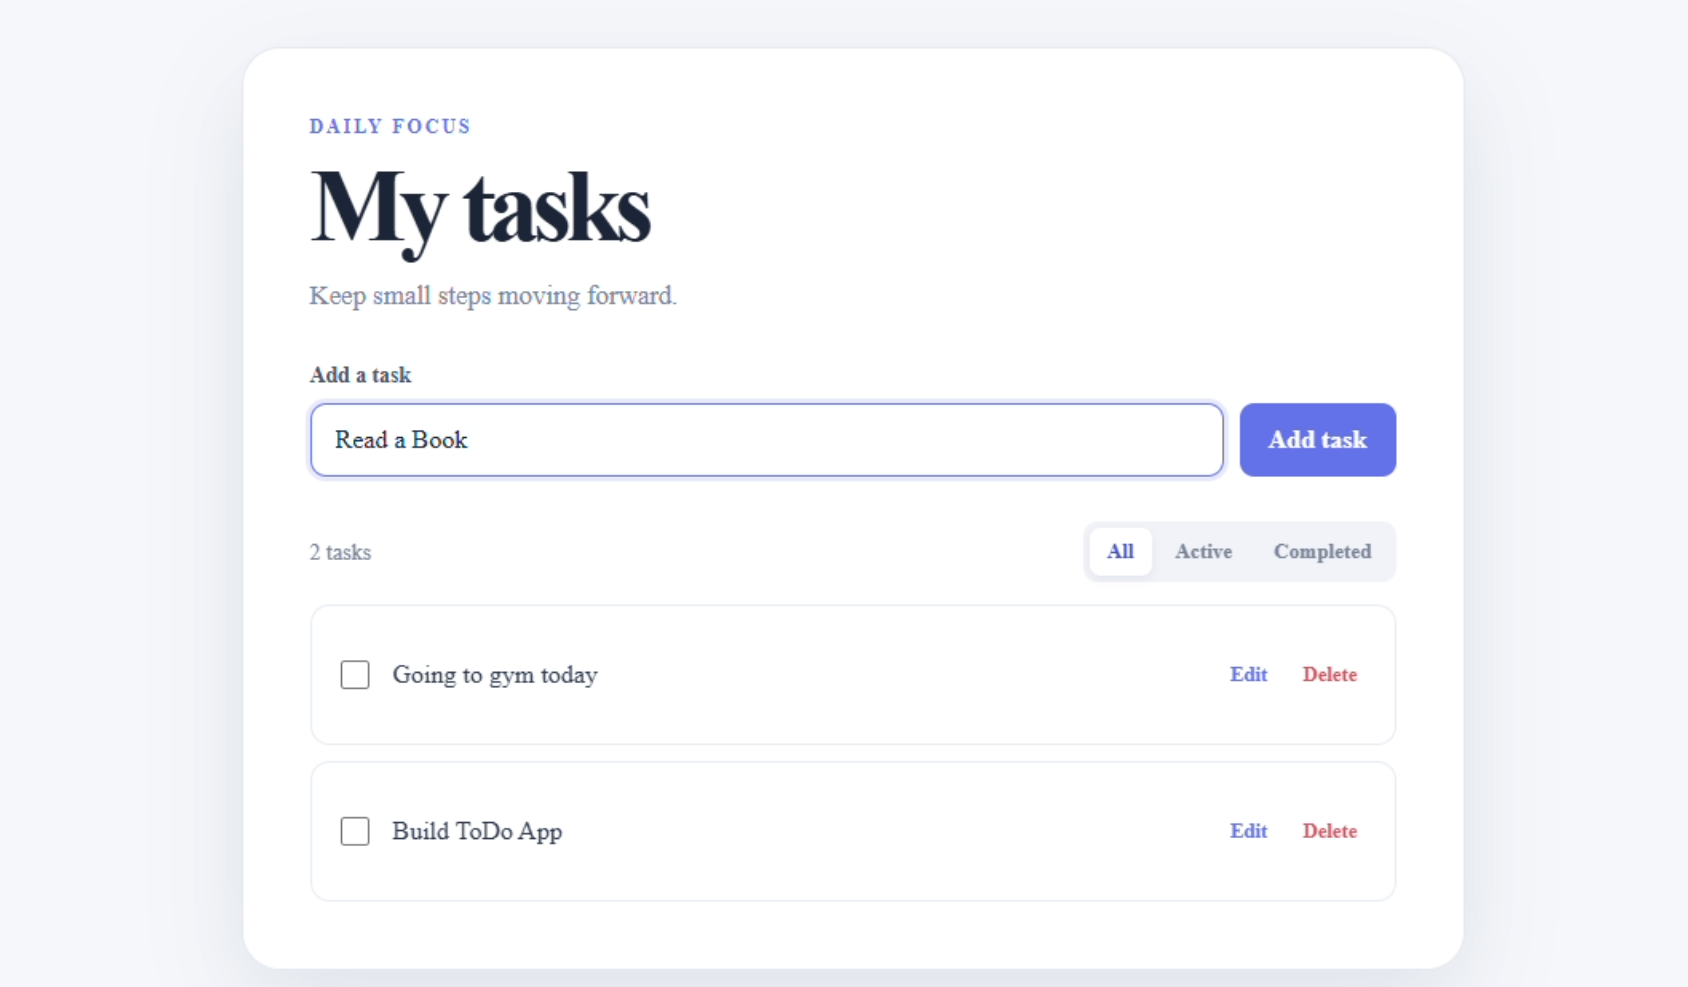 DAILY FOCUS
My tasks
Keep small steps moving forward.
Add a task
Read a Book
Add task
2 tasks
All
Active
Completed
Going to gym today
Edit
Delete
Build ToDo App
Edit
Delete